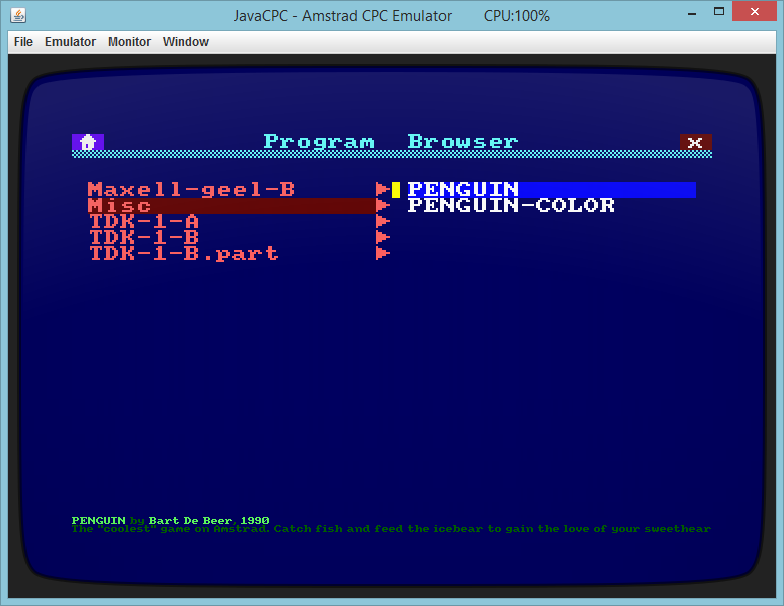 JavaCPC - Amstrad CPC Emulator CPU:100%
File Emulator Monitor Window
Program Browser
Maxell-geel-B PENGUIN
Misc PENGUIN-COLOR
TDK-1-A
TDK-1-B
TDK-1-B.part
PENGUIN by Bart De Beer, 1990
The "coolest" game on Amstrad. Catch fish and feed the icebear to gain the love of your sweethear